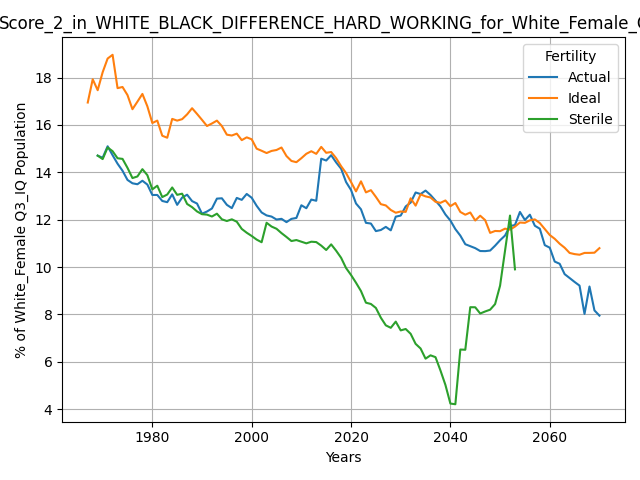 Score_2_in_WHITE_BLACK_DIFFERENCE_HARD_WORKING_for_White_Female_
Fertility
Actual
Ideal
Sterile
% of White_Female Q3_IQ Population
18
16
14
12
10
8
6
4
1980 2000 2020 2040 2060
Years